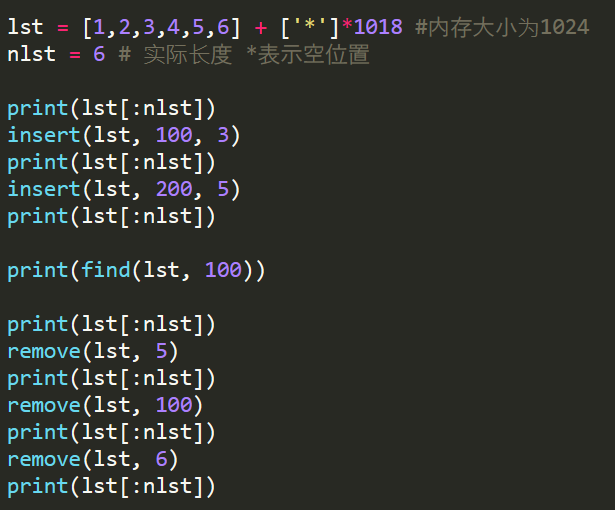 lst = [1,2,3,4,5,6] + ['*']*1018 #内存大小为1024
nlst = 6 # 实际长度 *表示空位置
print(lst[:nlst])
insert(lst, 100, 3)
print(lst[:nlst])
insert(lst, 200, 5)
print(lst[:nlst])
print(find(lst, 100))
print(lst[:nlst])
remove(lst, 5)
print(lst[:nlst])
remove(lst, 100)
print(lst[:nlst])
remove(lst, 6)
print(lst[:nlst])